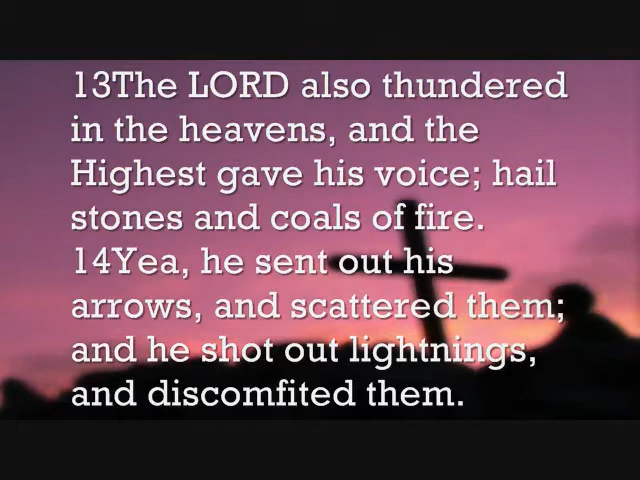 13The LORD also thundered
in the heavens, and the
Highest gave his voice; hail
stones and coals of fire.
14Yea, he sent out his
arrows, and scattered them;
and he shot out lightnings,
and discomfited them.